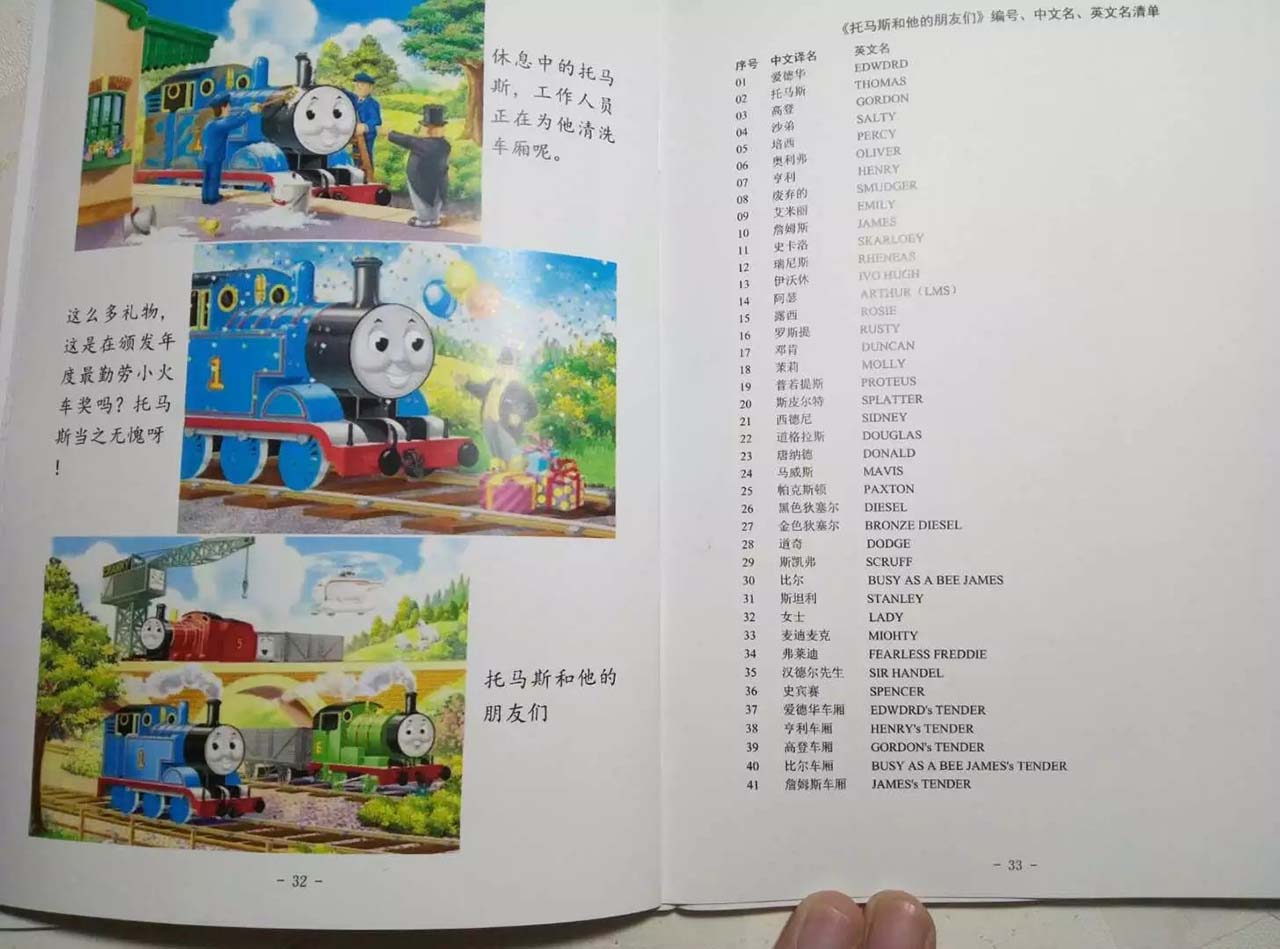 休息中的托马
斯，工作人员
正在为他清洗
车厢呢。
这么多礼物，
这是在颁发年
度最勤劳小火
车奖吗？托马
斯当之无愧呀
！
托马斯和他的
朋友们
- 32 -
《托马斯和他的朋友们》编号、中文名、英文名清单
序号 中文译名 英文名
01 爱德华 EDWDRD
02 托马斯 THOMAS
03 高登 GORDON
04 沙弟 SALTY
05 培西 PERCY
06 奥利弗 OLIVER
07 亨利 HENRY
08 废弃的 SMUDGER
09 艾米丽 EMILY
10 詹姆斯 JAMES
11 史卡洛 SKARLOEY
12 瑞尼斯 RHENEAS
13 伊沃休 IVO HUGH
14 阿瑟 ARTHUR（LMS）
15 露西 ROSIE
16 罗斯提 RUSTY
17 邓肯 DUNCAN
18 茉莉 MOLLY
19 普若提斯 PROTEUS
20 斯皮尔特 SPLATTER
21 西德尼 SIDNEY
22 道格拉斯 DOUGLAS
23 唐纳德 DONALD
24 马威斯 MAVIS
25 帕克斯顿 PAXTON
26 黑色狄塞尔 DIESEL
27 金色狄塞尔 BRONZE DIESEL
28 道奇 DODGE
29 斯凯弗 SCRUFF
30 比尔 BUSY AS A BEE JAMES
31 斯坦利 STANLEY
32 女士 LADY
33 麦迪麦克 MIOHTY
34 弗莱迪 FEARLESS FREDDIE
35 汉德尔先生 SIR HANDEL
36 史宾赛 SPENCER
37 爱德华车厢 EDWDRD's TENDER
38 亨利车厢 HENRY's TENDER
39 高登车厢 GORDON's TENDER
40 比尔车厢 BUSY AS A BEE JAMES's TENDER
41 詹姆斯车厢 JAMES's TENDER
- 33 -